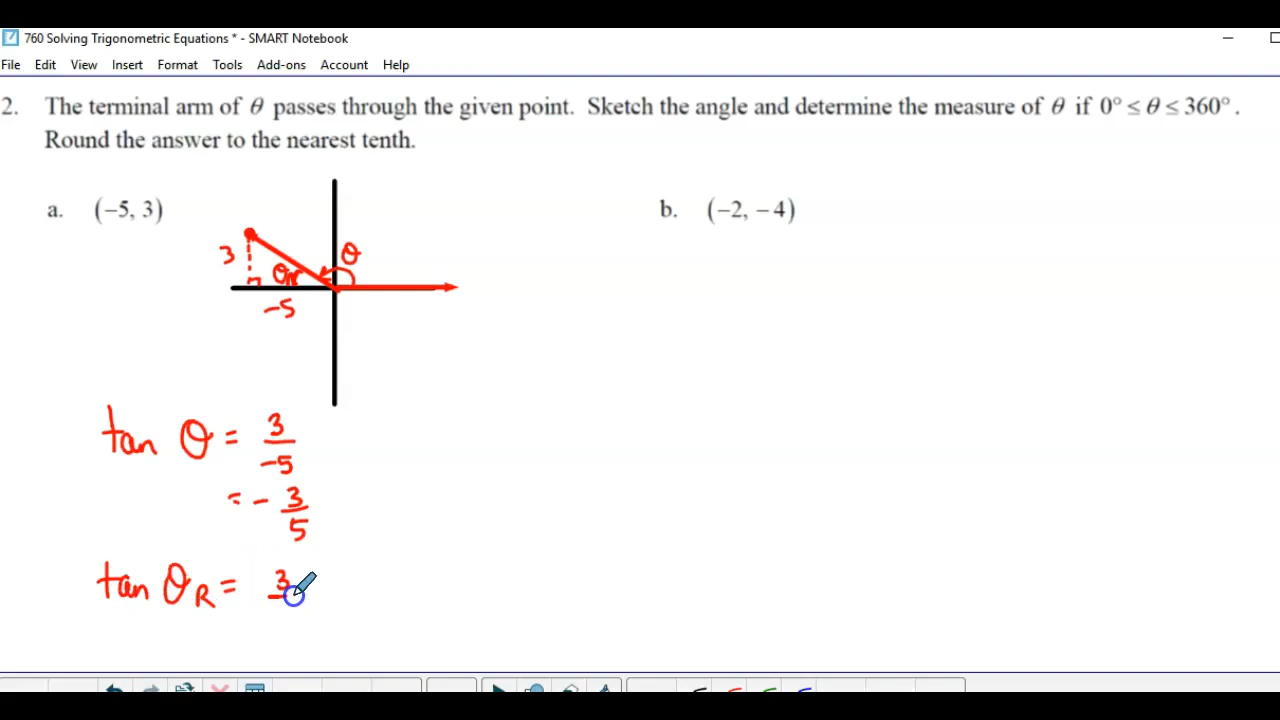 760 Solving Trigonometric Equations * - SMART Notebook
File Edit View Insert Format Tools Add-ons Account Help
2. The terminal arm of θ passes through the given point. Sketch the angle and determine the measure of θ if 0° ≤ θ ≤ 360°.
Round the answer to the nearest tenth.
a. (−5, 3)
b. (−2, −4)
3
θ
θR
-5
tan θ = 3/-5
= - 3/5
tan θR = 3